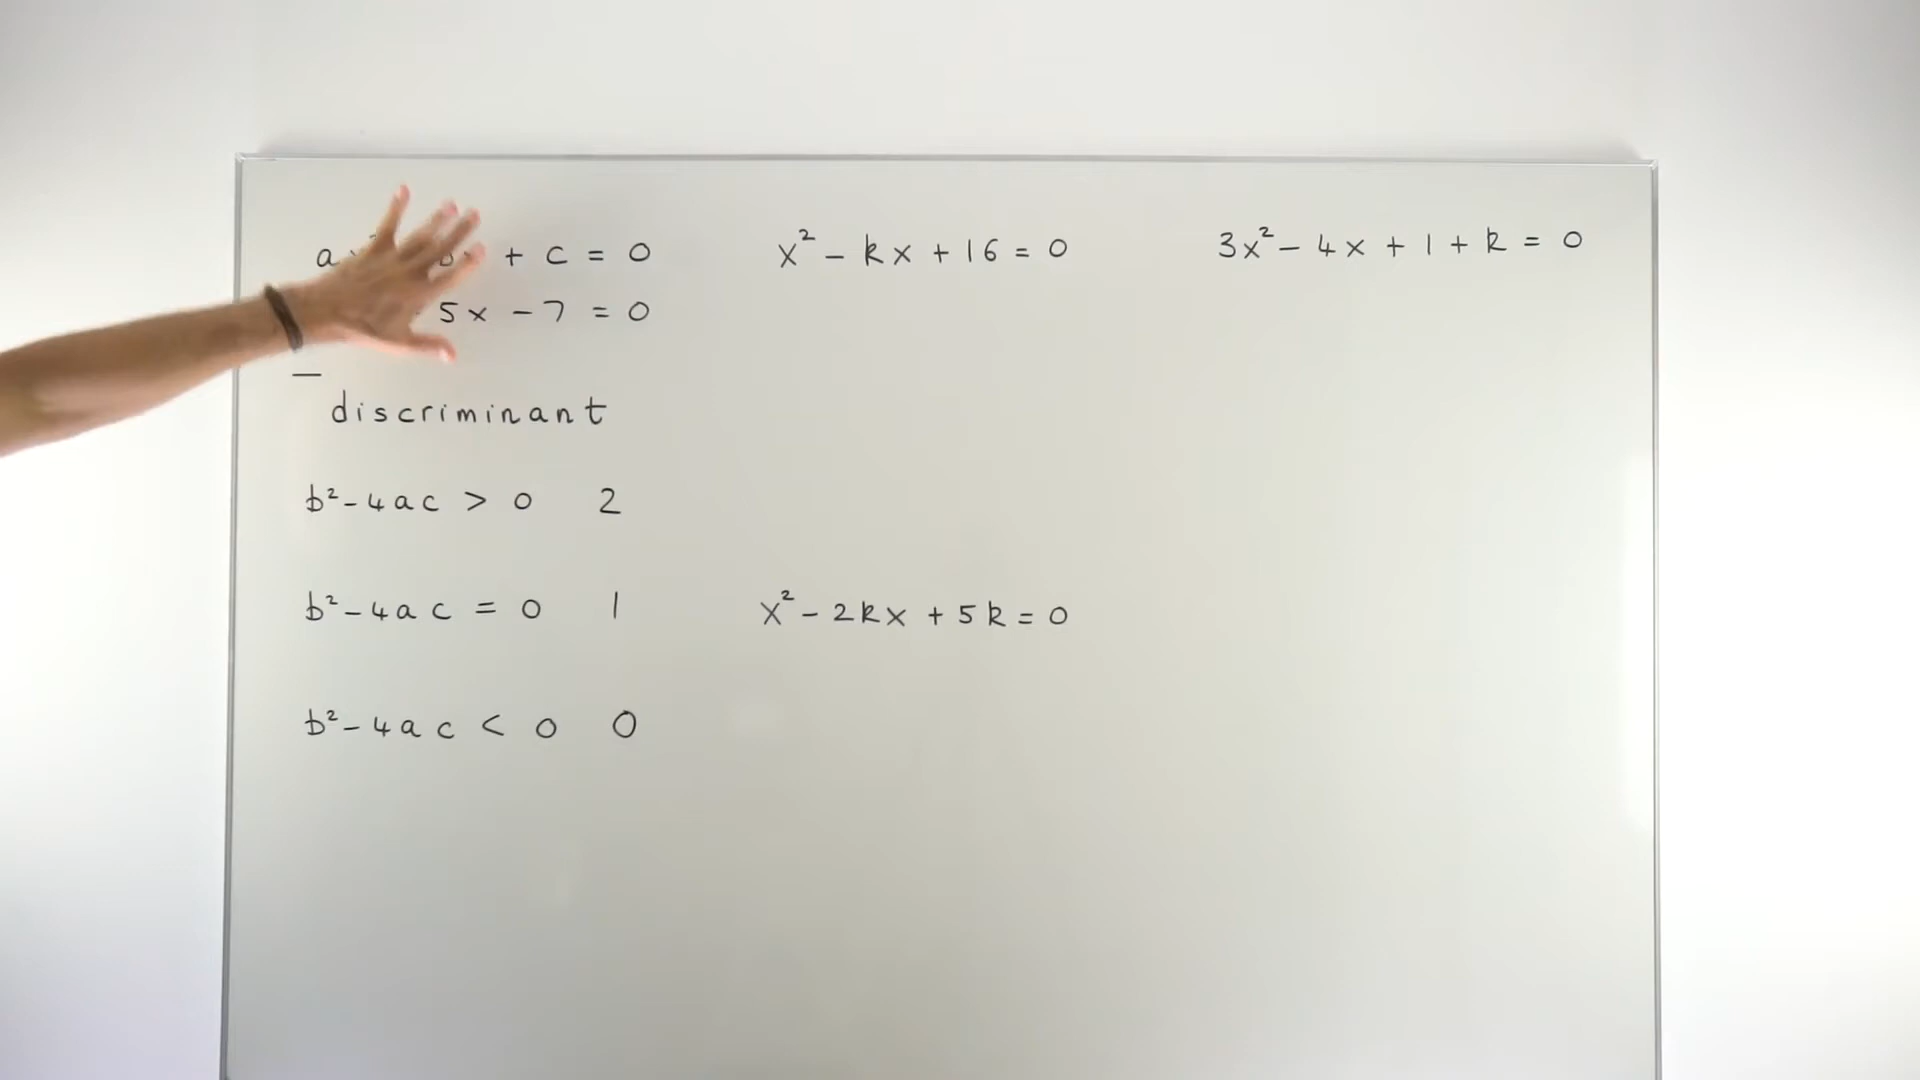 a + c = 0
5x - 7 = 0
discriminant
b² - 4ac > 0 2
b² - 4ac = 0 1
b² - 4ac < 0 0
x² - kx + 16 = 0
x² - 2kx + 5k = 0
3x² - 4x + 1 + k = 0